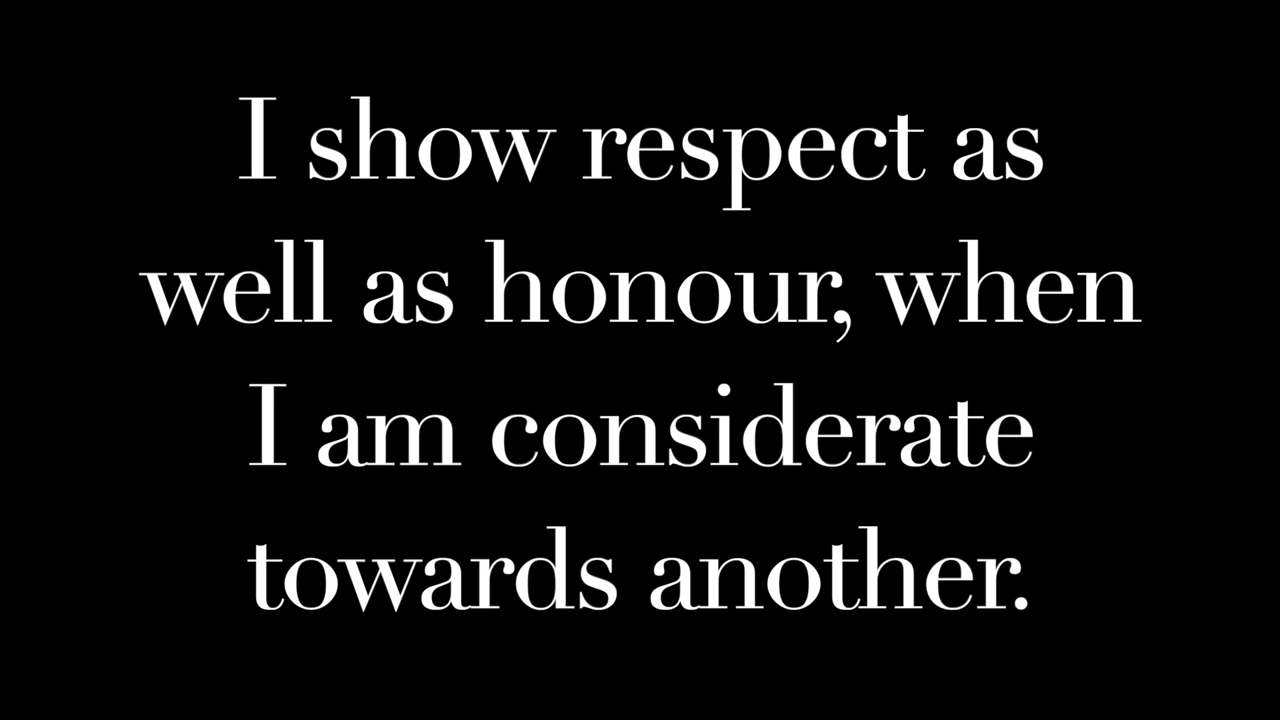 I show respect as
well as honour, when
I am considerate
towards another.